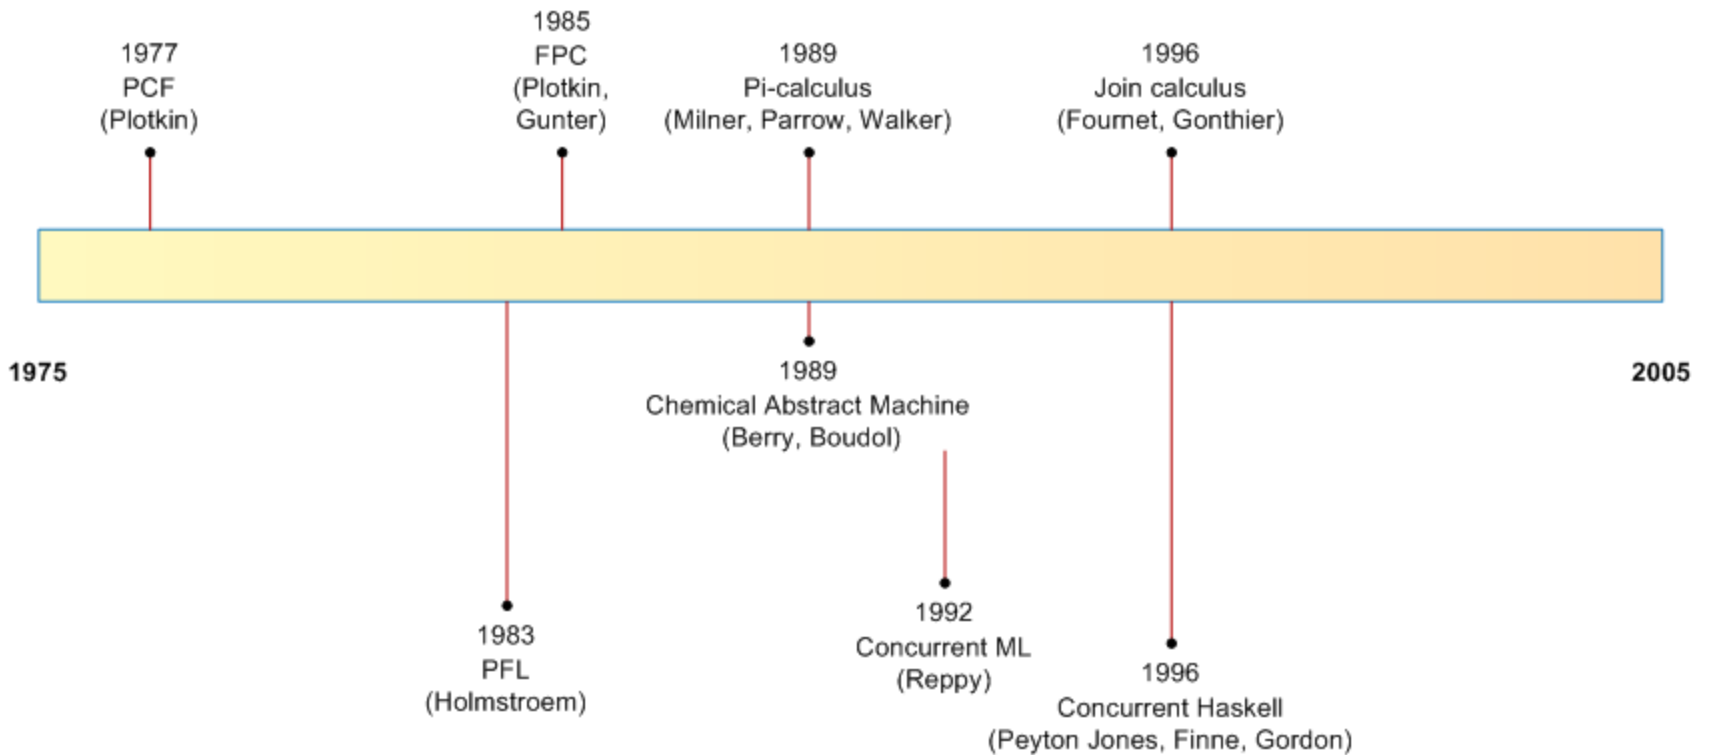 1977
PCF
(Plotkin)
1985
FPC
(Plotkin,
Gunter)
1989
Pi-calculus
(Milner, Parrow, Walker)
1996
Join calculus
(Fournet, Gonthier)
1975
2005
1989
Chemical Abstract Machine
(Berry, Boudol)
1983
PFL
(Holmstroem)
1992
Concurrent ML
(Reppy)
1996
Concurrent Haskell
(Peyton Jones, Finne, Gordon)